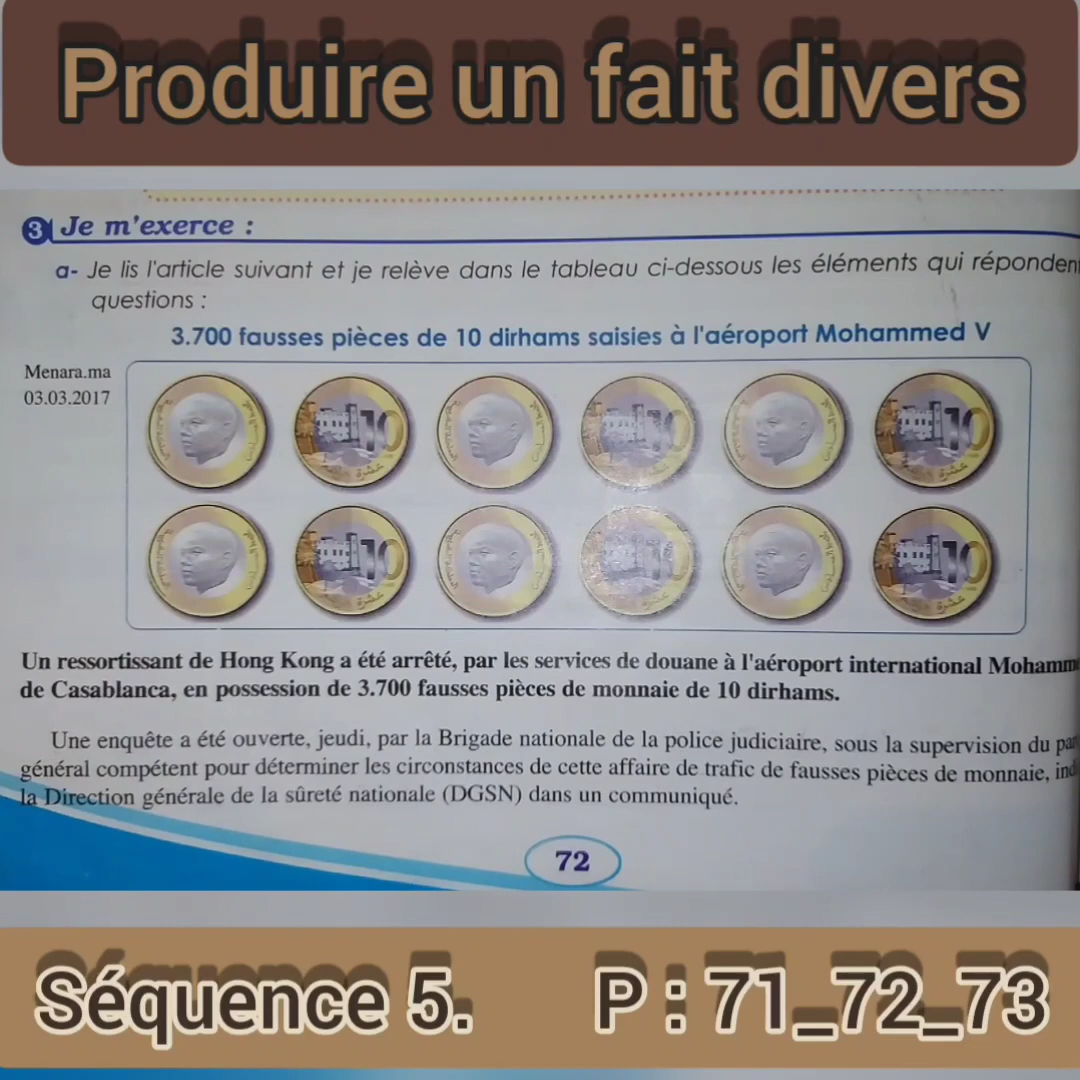 Produire un fait divers
3 Je m'exerce :
a- Je lis l'article suivant et je relève dans le tableau ci-dessous les éléments qui réponden
questions :
3.700 fausses pièces de 10 dirhams saisies à l'aéroport Mohammed V
Menara.ma
03.03.2017
Un ressortissant de Hong Kong a été arrêté, par les services de douane à l'aéroport international Mohamm
de Casablanca, en possession de 3.700 fausses pièces de monnaie de 10 dirhams.
Une enquête a été ouverte, jeudi, par la Brigade nationale de la police judiciaire, sous la supervision du par
général compétent pour déterminer les circonstances de cette affaire de trafic de fausses pièces de monnaie, ind
la Direction générale de la sûreté nationale (DGSN) dans un communiqué.
72
Séquence 5. P : 71_72_73